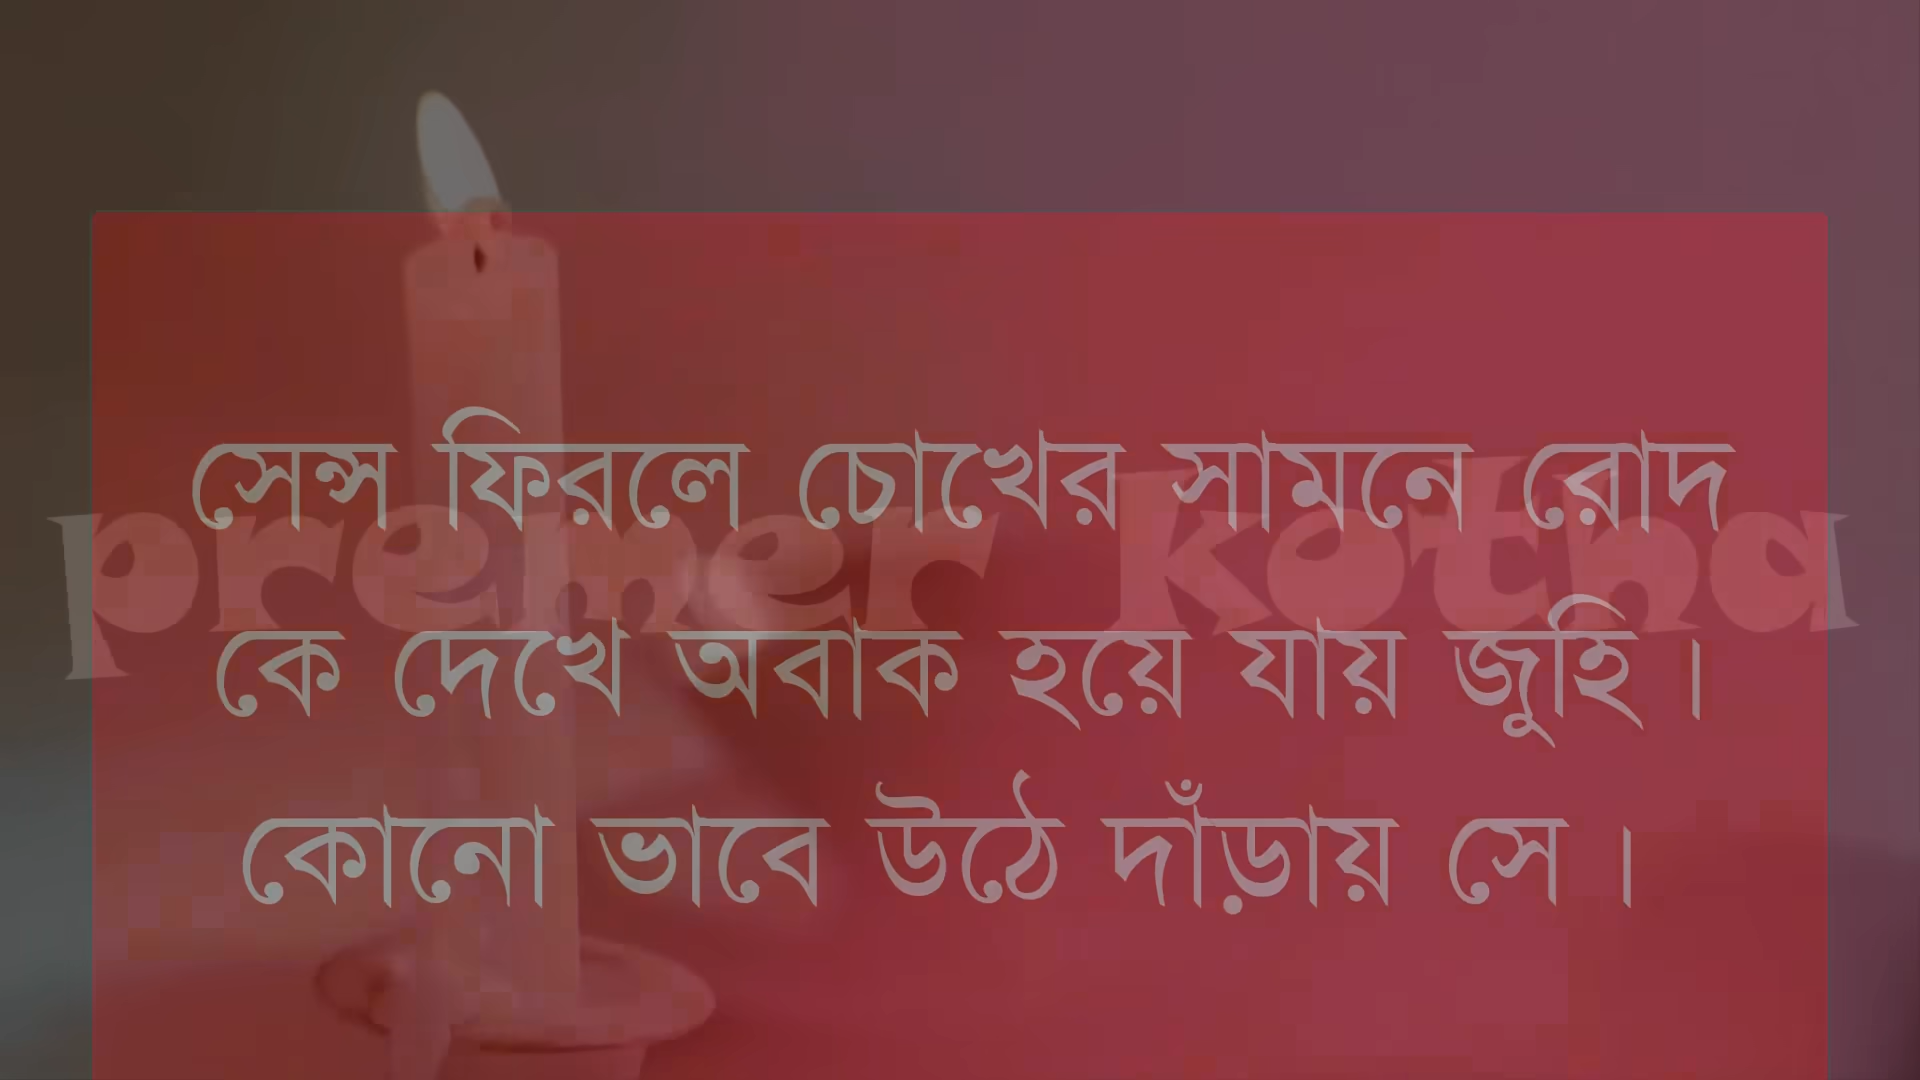 সেন্স ফিরলে চোখের সামনে রোদ
premer kotha
কে দেখে অবাক হয়ে যায় জুহি।
কোনো ভাবে উঠে দাঁড়ায় সে।